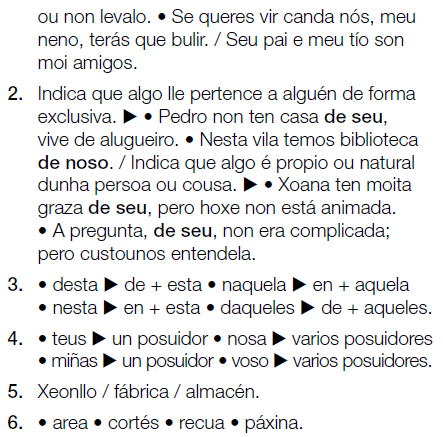 ou non levalo. • Se queres vir canda nós, meu
neno, terás que bulir. / Seu pai e meu tío son
moi amigos.
2. Indica que algo lle pertence a alguén de forma
exclusiva. ▶ • Pedro non ten casa de seu,
vive de alugueiro. • Nesta vila temos biblioteca
de noso. / Indica que algo é propio ou natural
dunha persoa ou cousa. ▶ • Xoana ten moita
graza de seu, pero hoxe non está animada.
• A pregunta, de seu, non era complicada;
pero custounos entendela.
3. • desta ▶ de + esta • naquela ▶ en + aquela
• nesta ▶ en + esta • daqueles ▶ de + aqueles.
4. • teus ▶ un posuidor • nosa ▶ varios posuidores
• miñas ▶ un posuidor • voso ▶ varios posuidores.
5. Xeonllo / fábrica / almacén.
6. • area • cortés • recua • páxina.